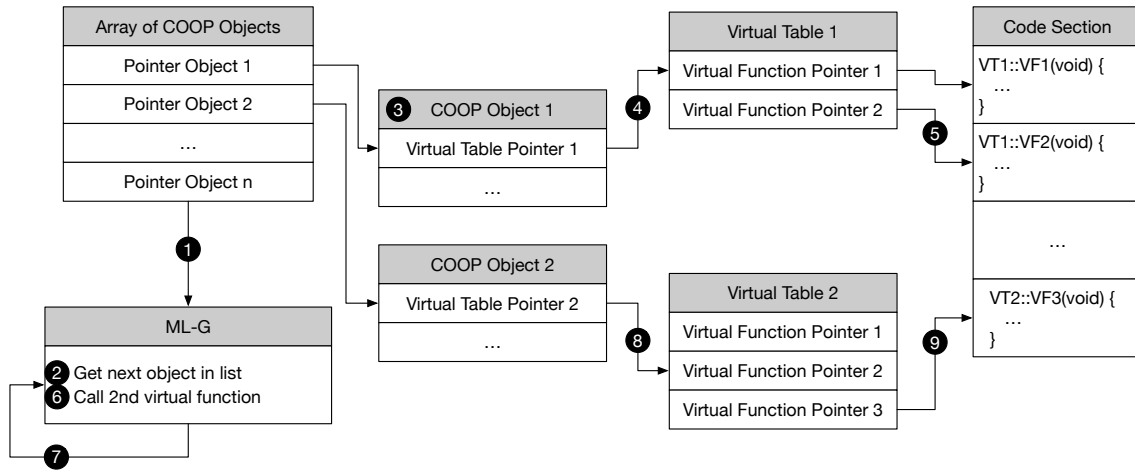 Array of COOP Objects
Pointer Object 1
Pointer Object 2
...
Pointer Object n
1
ML-G
2 Get next object in list
6 Call 2nd virtual function
7
3 COOP Object 1
Virtual Table Pointer 1
...
COOP Object 2
Virtual Table Pointer 2
...
4
8
Virtual Table 1
Virtual Function Pointer 1
Virtual Function Pointer 2
Virtual Table 2
Virtual Function Pointer 1
Virtual Function Pointer 2
Virtual Function Pointer 3
5
9
Code Section
VT1::VF1(void) {
...
}
VT1::VF2(void) {
...
}
...
VT2::VF3(void) {
...
}